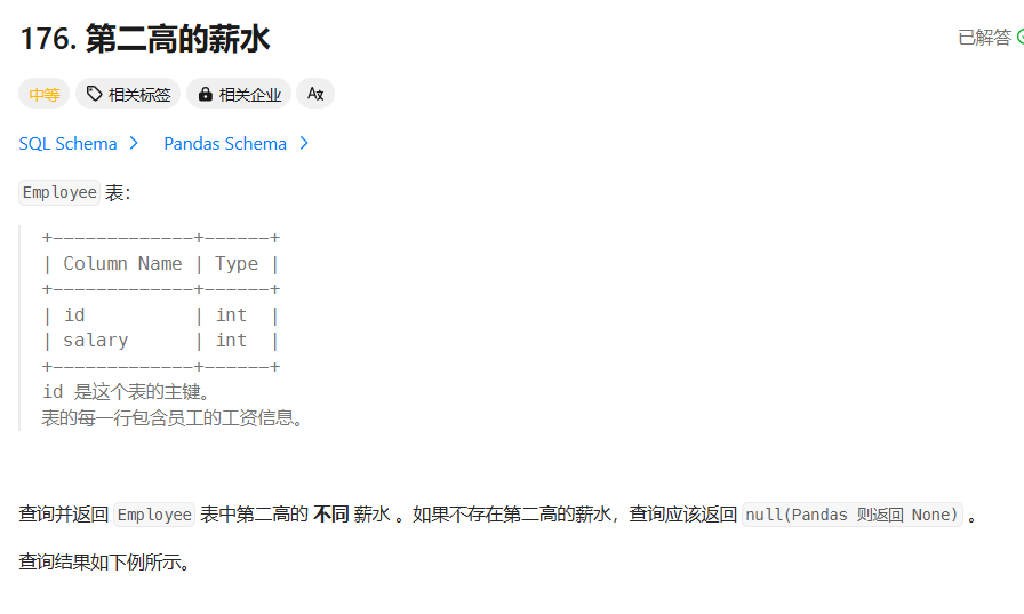 176. 第二高的薪水
已解答
中等 相关标签 相关企业
SQL Schema > Pandas Schema >
Employee 表：
+-------------+------+
| Column Name | Type |
+-------------+------+
| id          | int  |
| salary      | int  |
+-------------+------+
id 是这个表的主键。
表的每一行包含员工的工资信息。
查询并返回 Employee 表中第二高的 不同 薪水 。如果不存在第二高的薪水，查询应该返回 null(Pandas 则返回 None) 。
查询结果如下例所示。